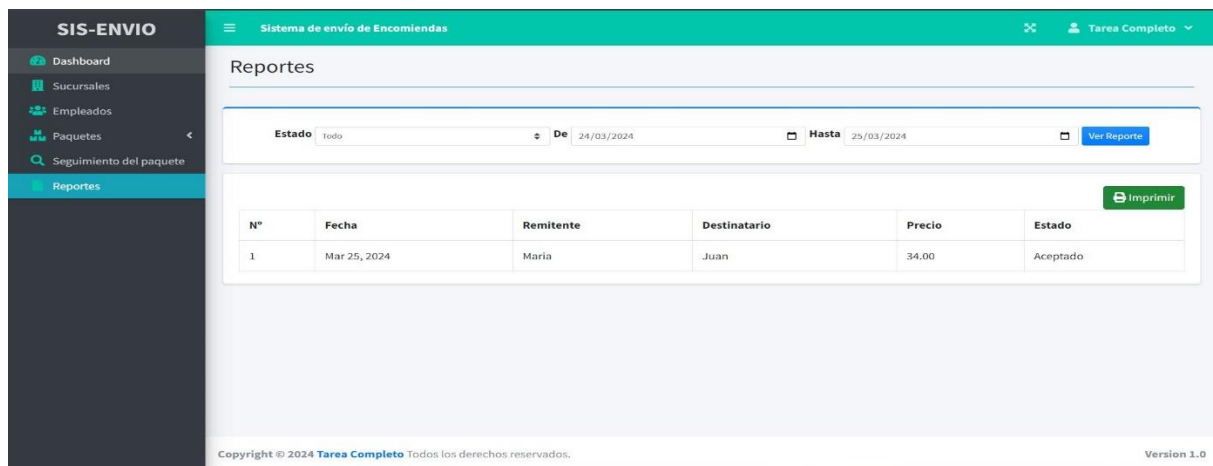 SIS-ENVIO
Sistema de envío de Encomiendas
Tarea Completo
Dashboard
Sucursales
Empleados
Paquetes
Seguimiento del paquete
Reportes
Reportes
Estado Todo De 24/03/2024 Hasta 25/03/2024 Ver Reporte
Imprimir
N° Fecha Remitente Destinatario Precio Estado
1 Mar 25, 2024 Maria Juan 34.00 Aceptado
Copyright © 2024 Tarea Completo Todos los derechos reservados.
Version 1.0